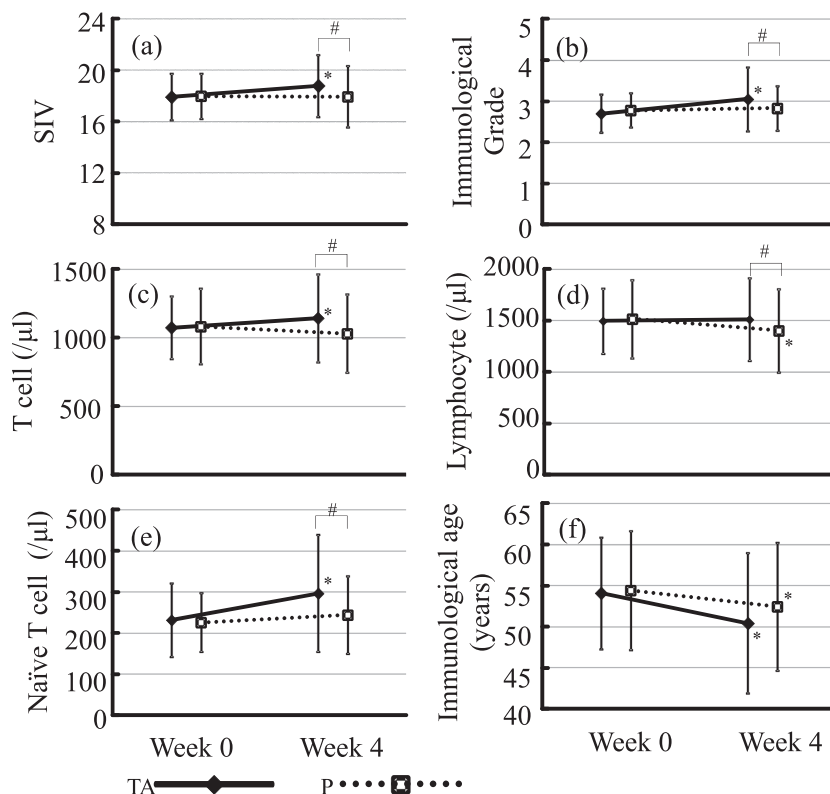 (a)
SIV
24
20
16
12
8
#
*
(b)
Immunological
Grade
5
4
3
2
1
0
#
*
(c)
T cell (/µl)
1500
1000
500
0
#
*
(d)
Lymphocyte (/µl)
2000
1500
1000
500
0
#
*
(e)
Naïve T cell (/µl)
500
400
300
200
100
0
#
*
Week 0 Week 4
(f)
Immunological age
(years)
65
60
55
50
45
40
*
*
Week 0 Week 4
TA P